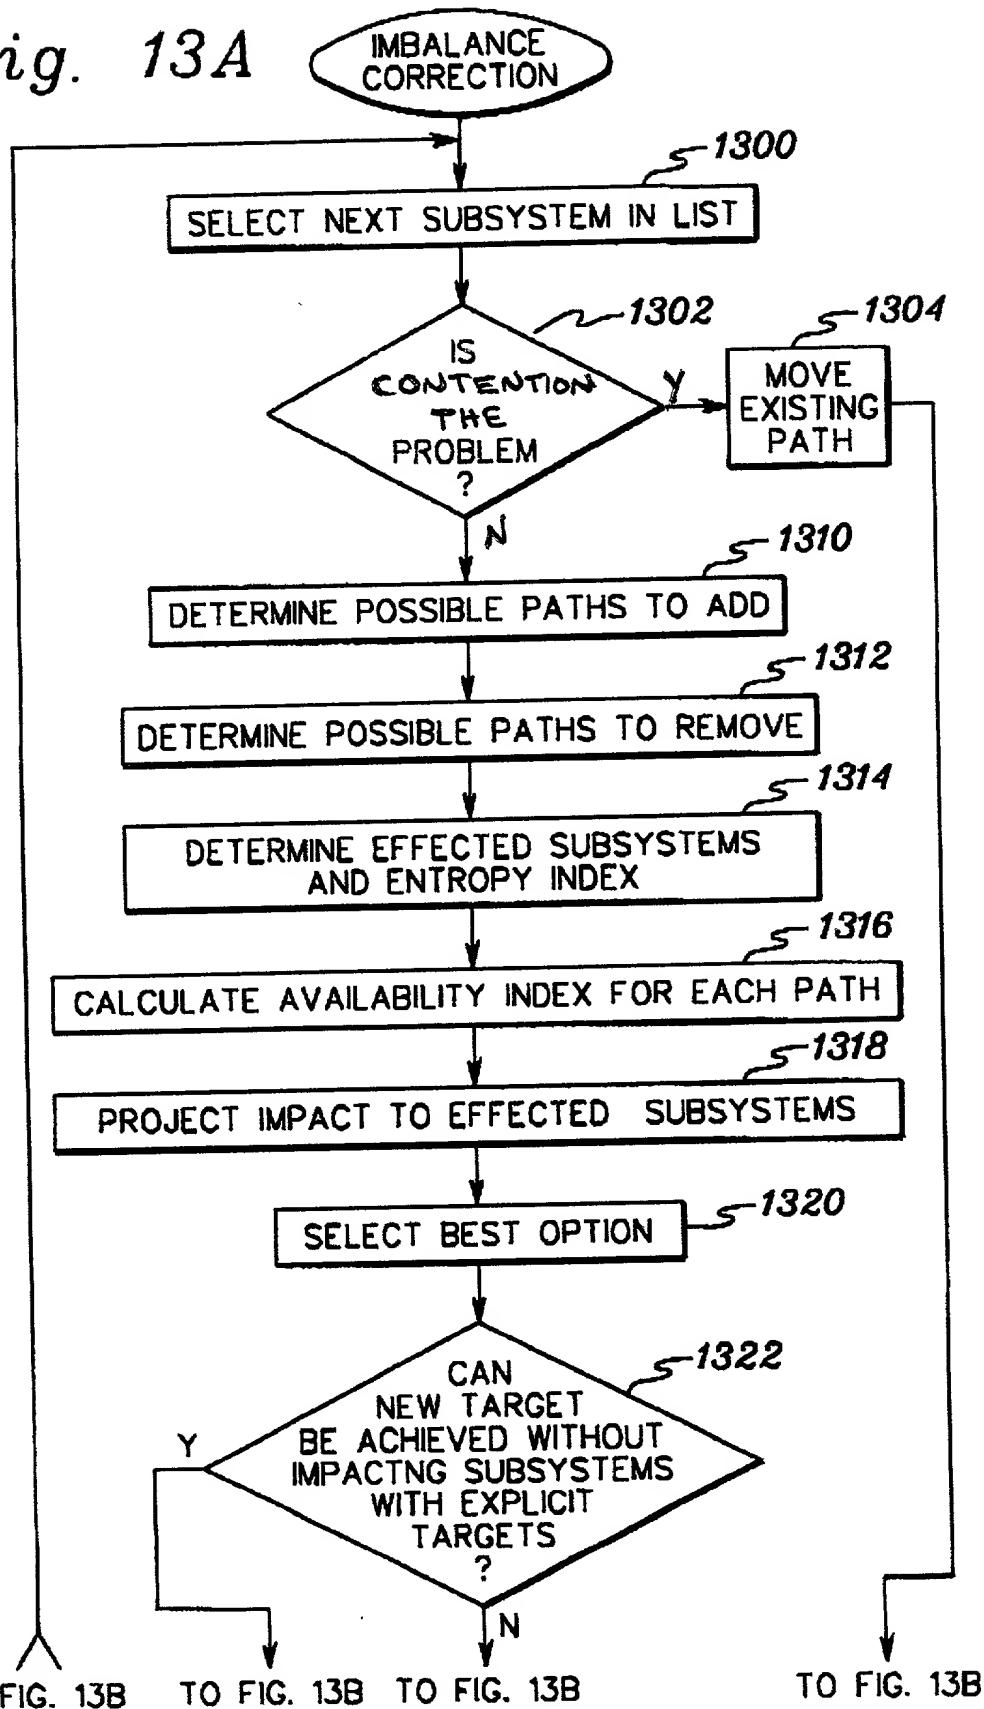 ig. 13A
IMBALANCE
CORRECTION
1300
SELECT NEXT SUBSYSTEM IN LIST
1302
IS
CONTENTION
THE
PROBLEM
?
Y
1304
MOVE
EXISTING
PATH
N
1310
DETERMINE POSSIBLE PATHS TO ADD
1312
DETERMINE POSSIBLE PATHS TO REMOVE
1314
DETERMINE EFFECTED SUBSYSTEMS
AND ENTROPY INDEX
1316
CALCULATE AVAILABILITY INDEX FOR EACH PATH
1318
PROJECT IMPACT TO EFFECTED SUBSYSTEMS
1320
SELECT BEST OPTION
1322
CAN
NEW TARGET
BE ACHIEVED WITHOUT
IMPACTNG SUBSYSTEMS
WITH EXPLICIT
TARGETS
?
Y
N
FIG. 13B
TO FIG. 13B
TO FIG. 13B
TO FIG. 13B